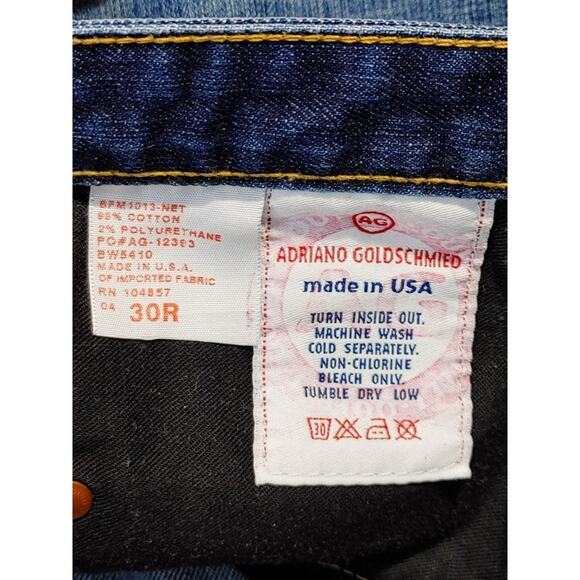 BFM1013-NET
98% COTTON
2% POLYURETHANE
PO#AG-12393
BW5410
MADE IN U.S.A.
OF IMPORTED FABRIC
RN 104857
04 30R
AG
ADRIANO GOLDSCHMIED
made in USA
TURN INSIDE OUT.
MACHINE WASH
COLD SEPARATELY.
NON-CHLORINE
BLEACH ONLY.
TUMBLE DRY LOW
30